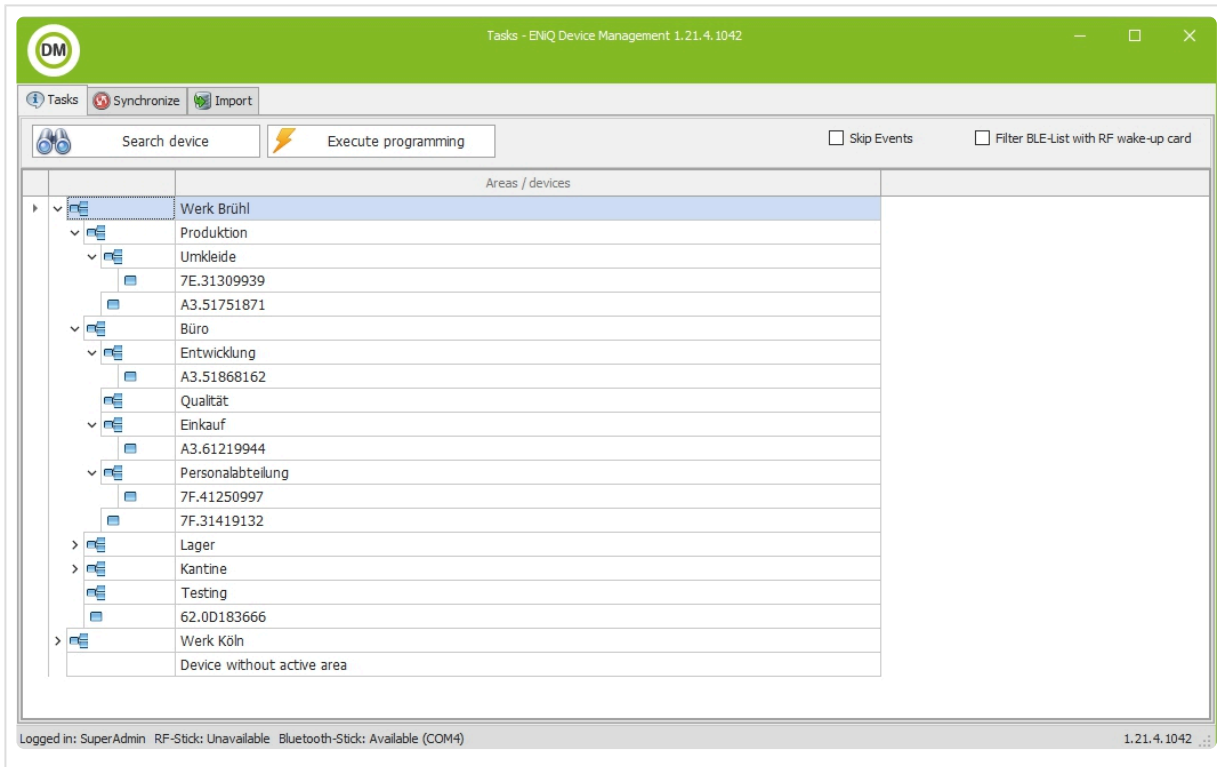 DM
Tasks - ENiQ Device Management 1.21.4.1042
Tasks Synchronize Import
Search device Execute programming Skip Events Filter BLE-List with RF wake-up card
Areas / devices
Werk Brühl
Produktion
Umkleide
7E.31309939
A3.51751871
Büro
Entwicklung
A3.51868162
Qualität
Einkauf
A3.61219944
Personalabteilung
7F.41250997
7F.31419132
Lager
Kantine
Testing
62.0D183666
Werk Köln
Device without active area
Logged in: SuperAdmin RF-Stick: Unavailable Bluetooth-Stick: Available (COM4) 1.21.4.1042